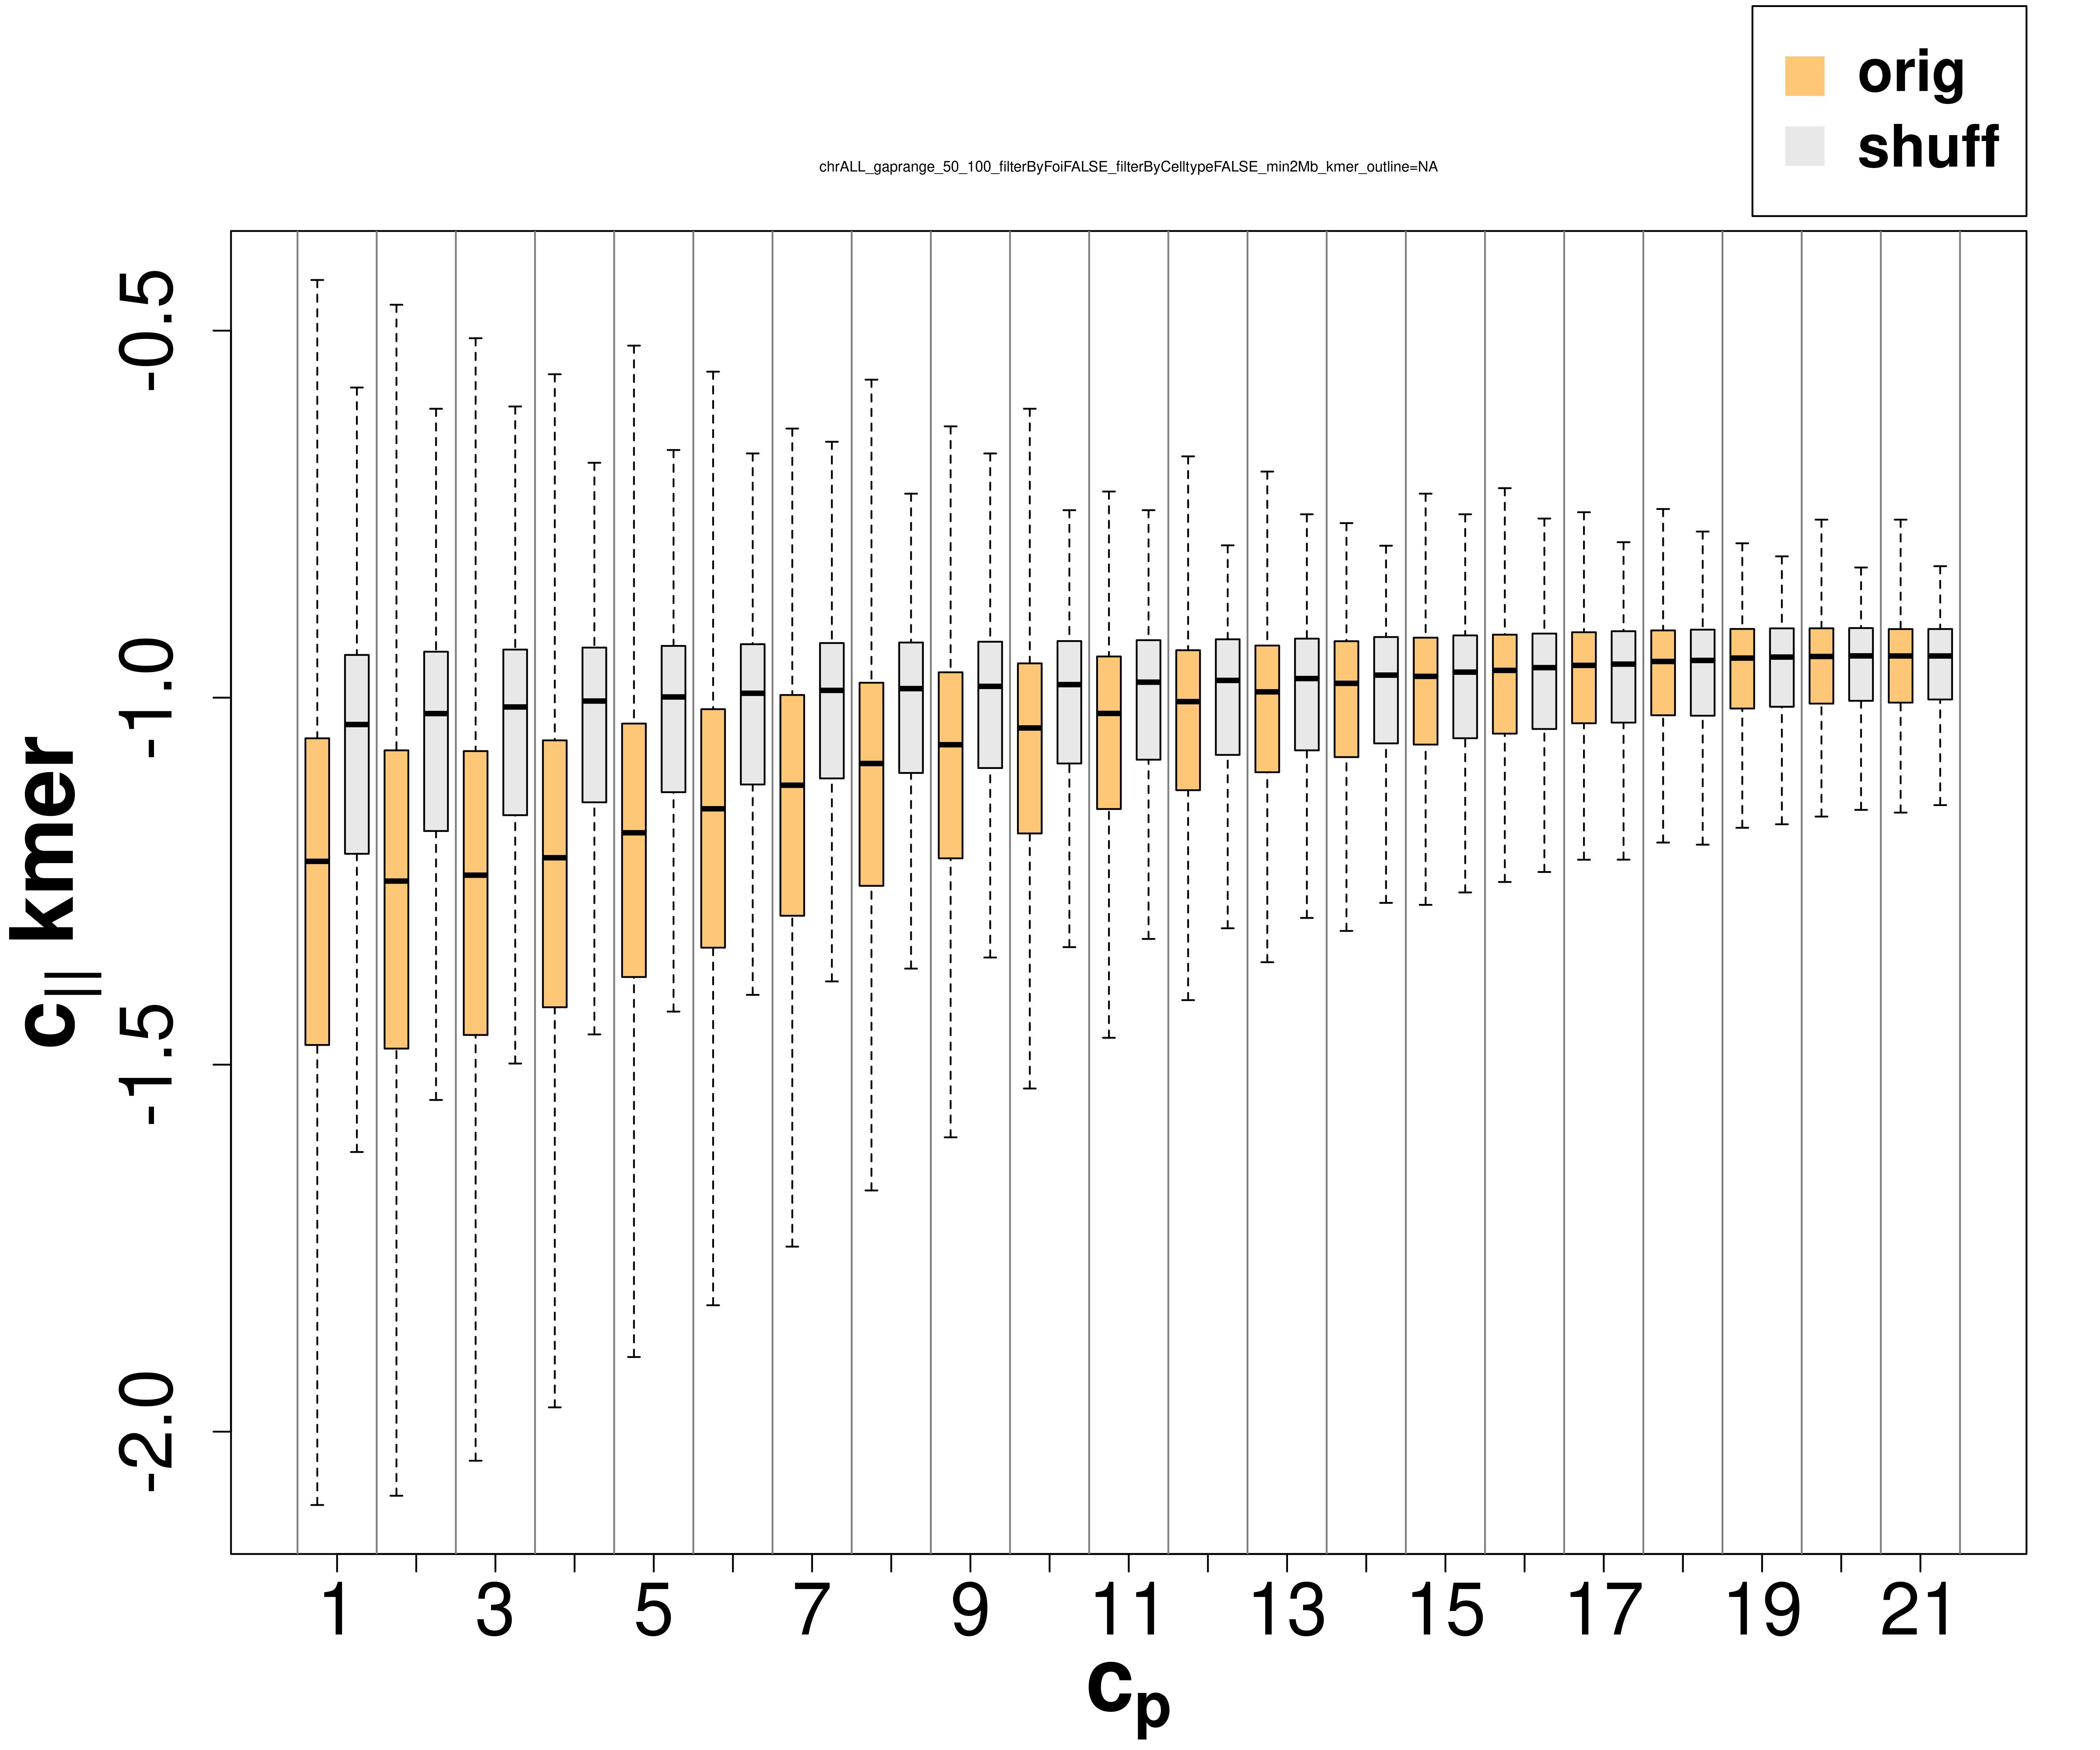 orig
shuff
chrALL_gaprange_50_100_filterByFoiFALSE_filterByCelltypeFALSE_min2Mb_kmer_outline=NA
c|| kmer
-0.5
-1.0
-1.5
-2.0
1 3 5 7 9 11 13 15 17 19 21
cp